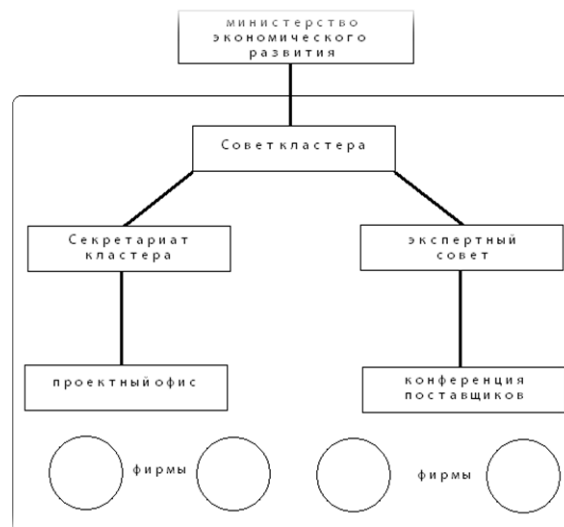 министерство
экономического
развития
Совет кластера
Секретариат
кластера
экспертный
совет
проектный офис
конференция
поставщиков
фирмы
фирмы